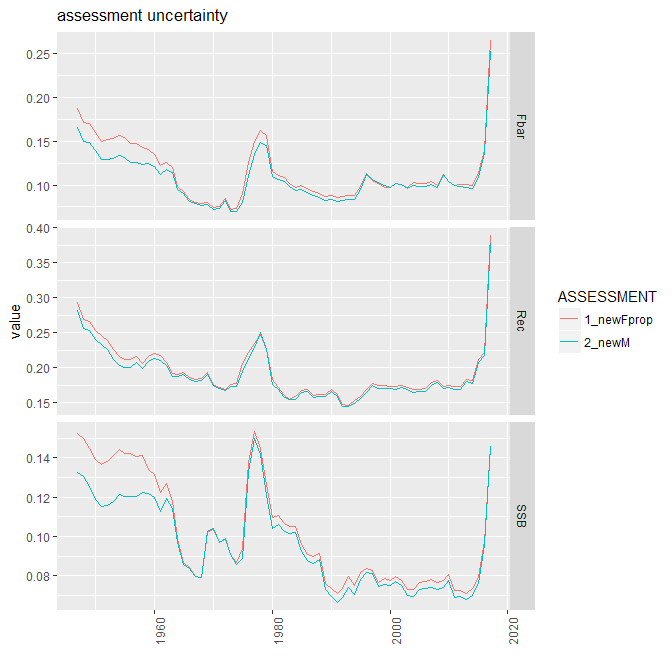 assessment uncertainty
0.25
0.20
0.15
0.10
Fbar
0.40
0.35
0.30
0.25
0.20
0.15
Rec
value
0.14
0.12
0.10
0.08
SSB
1960
1980
2000
2020
ASSESSMENT
1_newFprop
2_newM